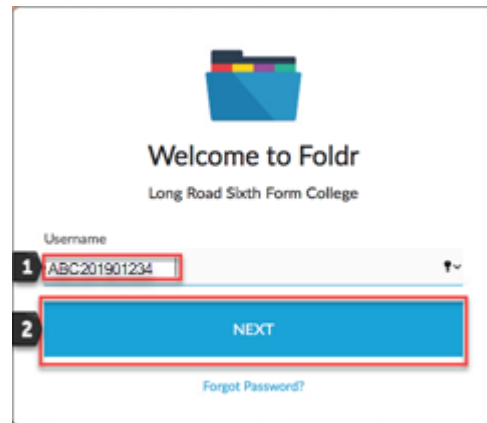 Welcome to Foldr
Long Road Sixth Form College
Username
1 ABC201901234
2 NEXT
Forgot Password?